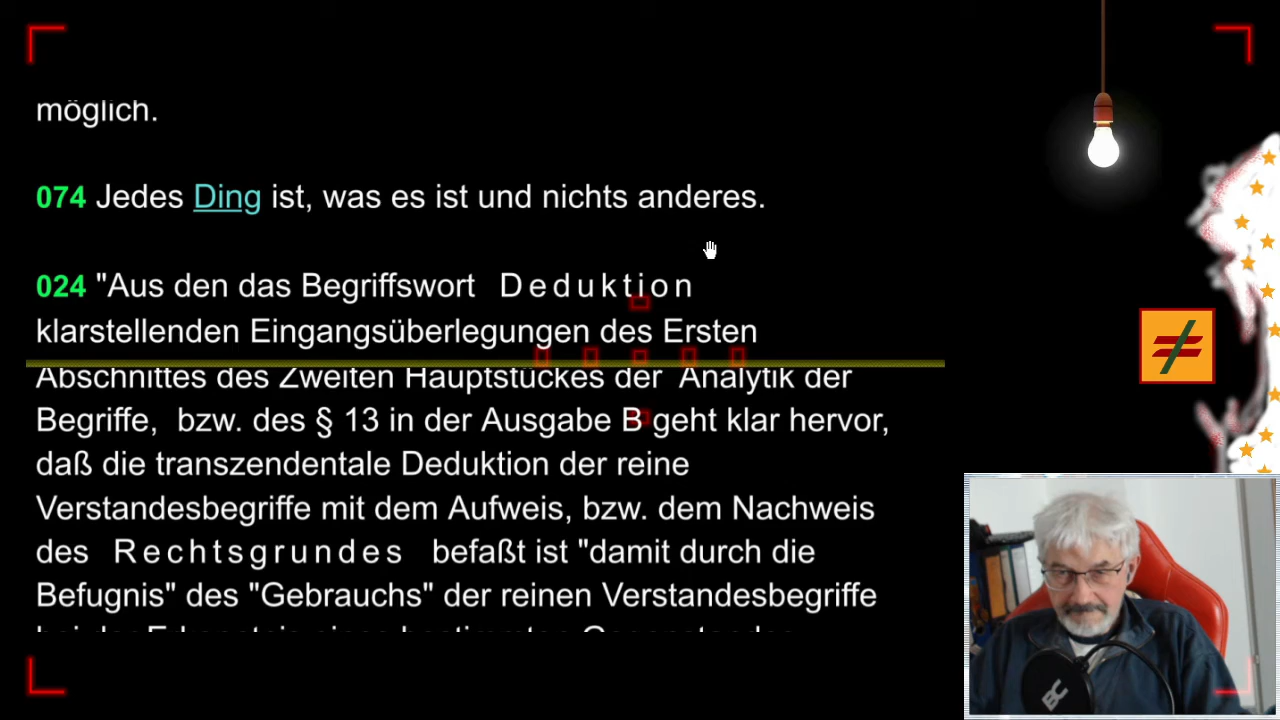 möglich.
074 Jedes Ding ist, was es ist und nichts anderes.
024 "Aus den das Begriffswort D e d u k t i o n
klarstellenden Eingangsüberlegungen des Ersten
Abschnittes des Zweiten Hauptstückes der Analytik der
Begriffe, bzw. des § 13 in der Ausgabe B geht klar hervor,
daß die transzendentale Deduktion der reine
Verstandesbegriffe mit dem Aufweis, bzw. dem Nachweis
des R e c h t s g r u n d e s befaßt ist "damit durch die
Befugnis" des "Gebrauchs" der reinen Verstandesbegriffe
≠
BC